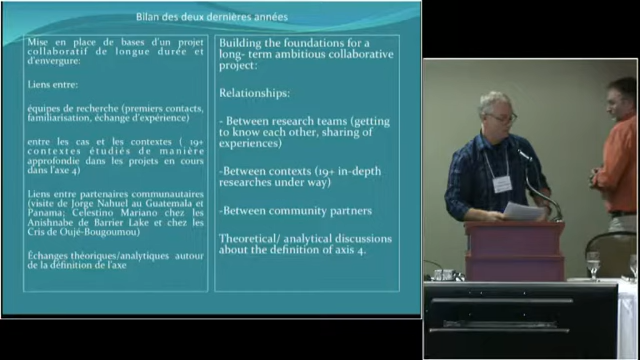 Bilan des deux dernières années
Mise en place de bases d'un projet
collaboratif de longue durée et
d'envergure:
Liens entre:
équipes de recherche (premiers contacts,
familiarisation, échange d'expérience)
entre les cas et les contextes ( 19+
contextes étudiés de manière
approfondie dans les projets en cours
dans l'axe 4)
Liens entre partenaires communautaires
(visite de Jorge Nahuel au Guatemala et
Panama; Celestino Mariano chez les
Anishnabe de Barrier Lake et chez les
Cris de Oujé-Bougoumou)
Échanges théoriques/analytiques autour
de la définition de l'axe
Building the foundations for a
long- term ambitious collaborative
project:
Relationships:
- Between research teams (getting
to know each other, sharing of
experiences)
-Between contexts (19+ in-depth
researches under way)
-Between community partners
Theoretical/ analytical discussions
about the definition of axis 4.